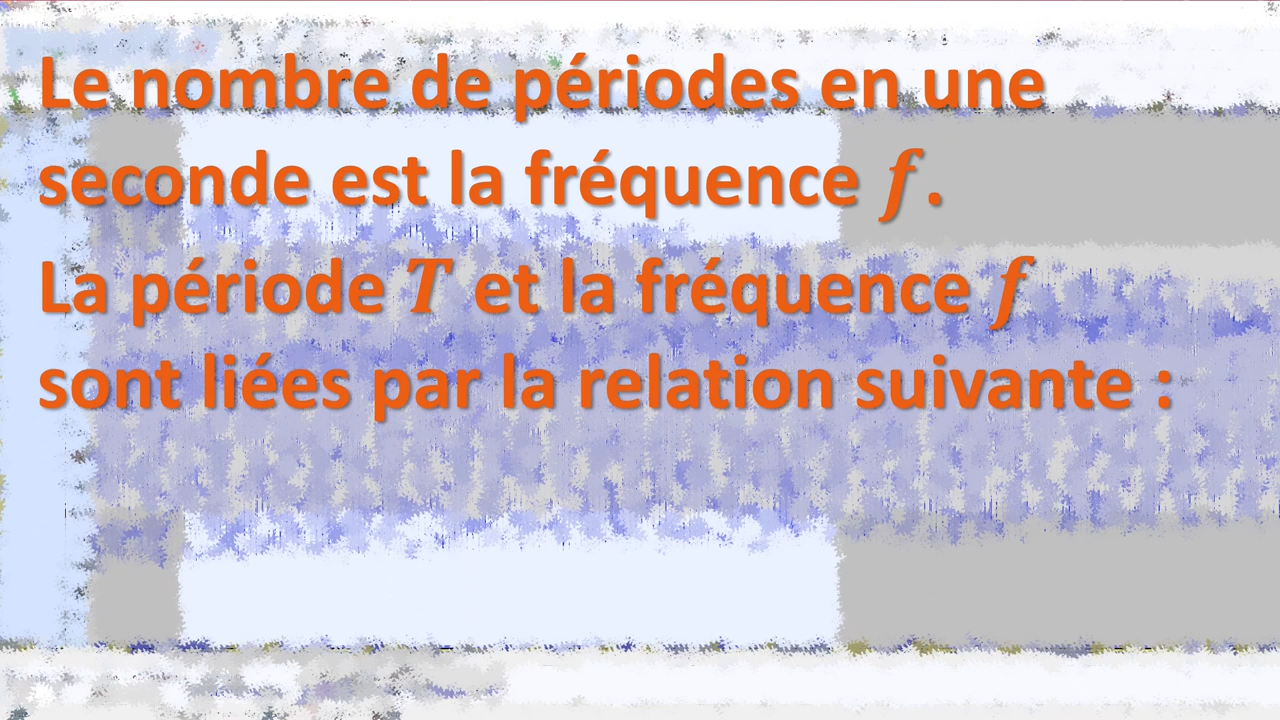 Le nombre de périodes en une
seconde est la fréquence f.
La période T et la fréquence f
sont liées par la relation suivante :